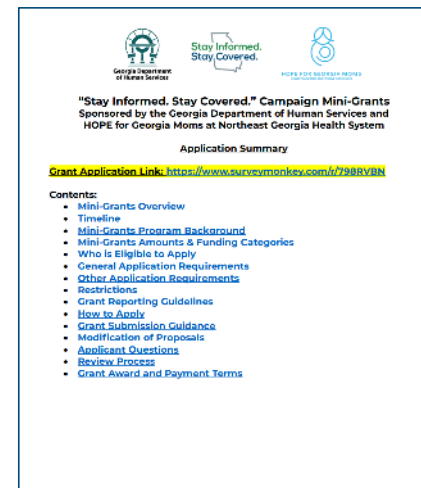 Georgia Department
of Human Services
Stay Informed.
Stay Covered.
HOPE FOR GEORGIA MOMS
"Stay Informed. Stay Covered." Campaign Mini-Grants
Sponsored by the Georgia Department of Human Services and
HOPE for Georgia Moms at Northeast Georgia Health System
Application Summary
Grant Application Link: https://www.surveymonkey.com/r/798RVBN
Contents:
• Mini-Grants Overview
• Timeline
• Mini-Grants Program Background
• Mini-Grants Amounts & Funding Categories
• Who is Eligible to Apply
• General Application Requirements
• Other Application Requirements
• Restrictions
• Grant Reporting Guidelines
• How to Apply
• Grant Submission Guidance
• Modification of Proposals
• Applicant Questions
• Review Process
• Grant Award and Payment Terms